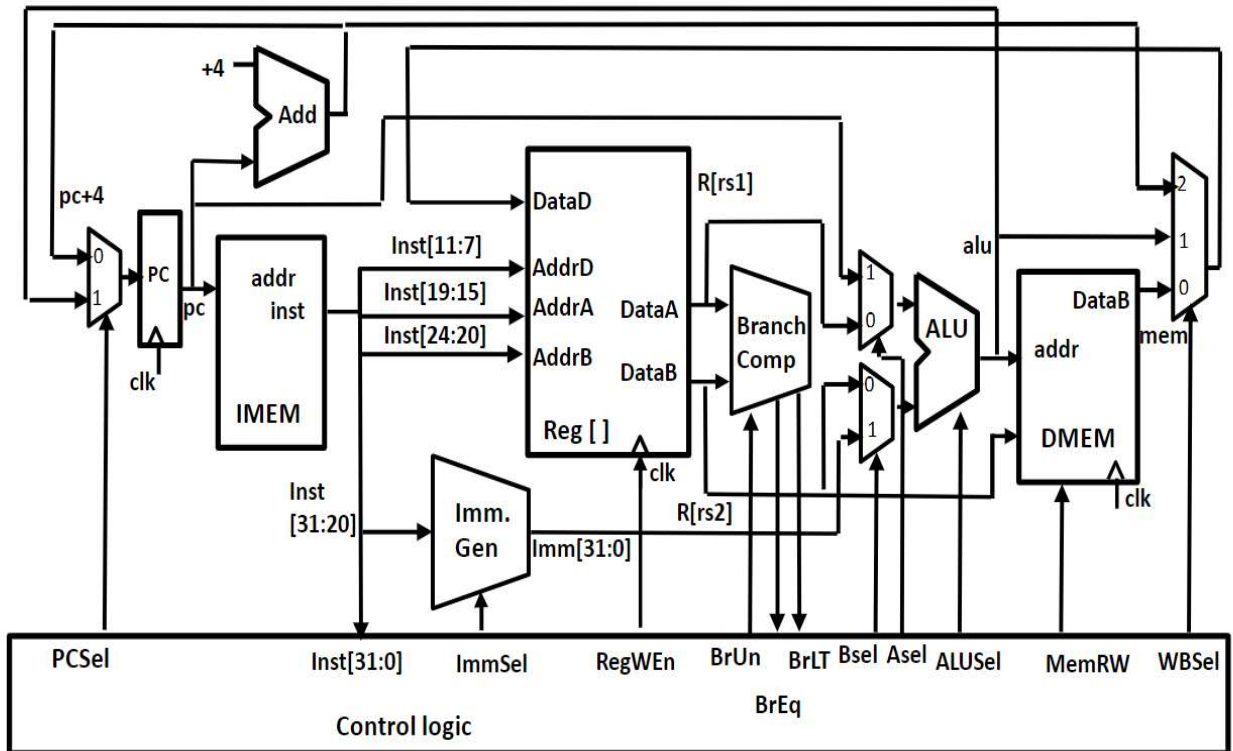 +4
Add
pc+4
0
1
PC
pc
clk
addr
inst
IMEM
Inst[11:7]
Inst[19:15]
Inst[24:20]
DataD
AddrD
AddrA
AddrB
DataA
DataB
Reg [ ]
clk
R[rs1]
R[rs2]
Branch
Comp
1
0
0
1
ALU
alu
DataB
addr
DMEM
clk
mem
2
1
0
Inst
[31:20]
Imm.
Gen
Imm[31:0]
PCSel
Inst[31:0]
ImmSel
RegWEn
BrUn
BrEq
BrLT
Bsel
Asel
ALUSel
MemRW
WBSel
Control logic